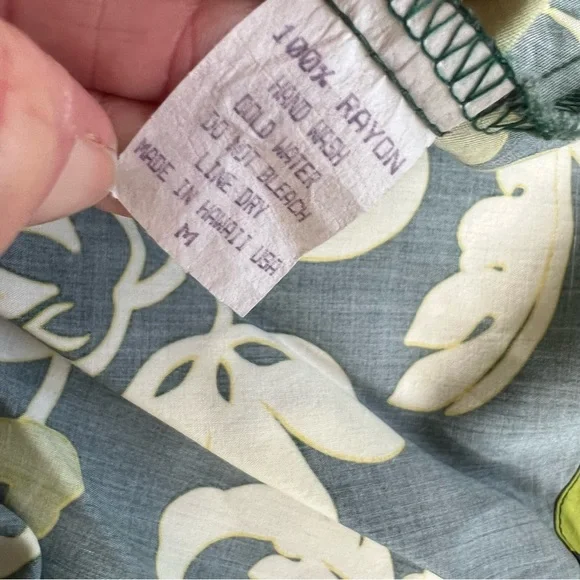 100% RAYON
HAND WASH
COLD WATER
DO NOT BLEACH
LINE DRY
MADE IN HAWAII USA
M